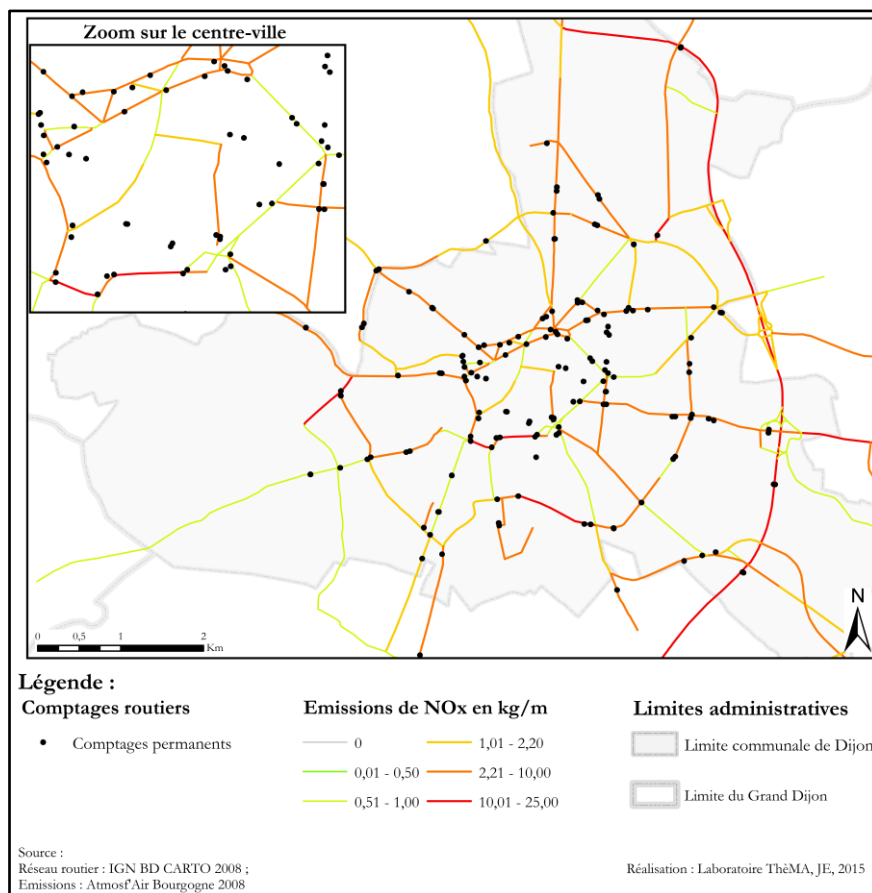 Zoom sur le centre-ville
N
0 0,5 1 2
Km
Légende :
Comptages routiers
Comptages permanents
Emissions de NOx en kg/m
0
0,01 - 0,50
0,51 - 1,00
1,01 - 2,20
2,21 - 10,00
10,01 - 25,00
Limites administratives
Limite communale de Dijon
Limite du Grand Dijon
Source :
Réseau routier : IGN BD CARTO 2008 ;
Emissions : Atmosf'Air Bourgogne 2008
Réalisation : Laboratoire ThéMA, JE, 2015